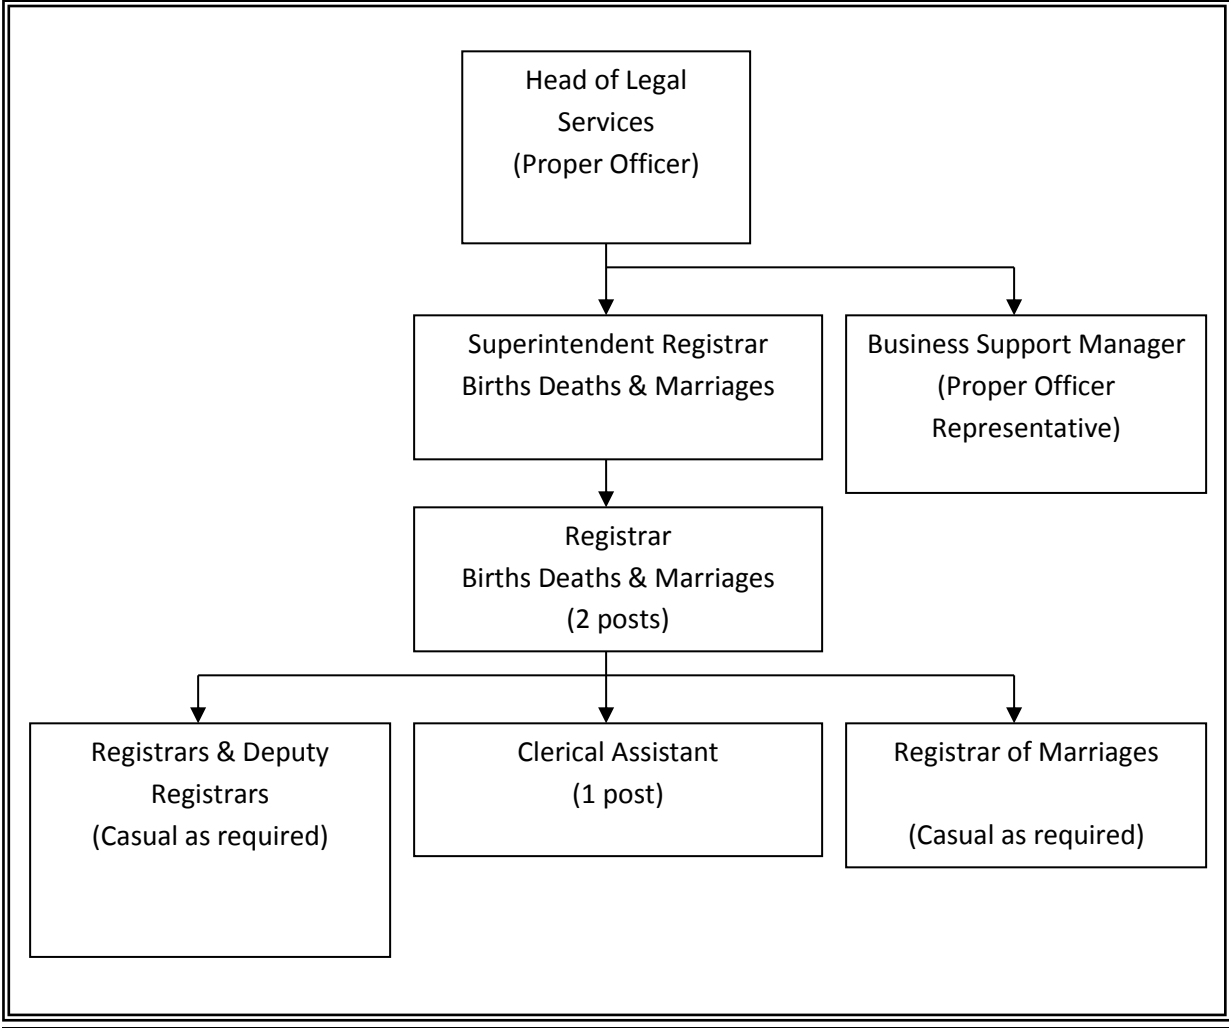 Head of Legal
Services
(Proper Officer)
Superintendent Registrar
Births Deaths & Marriages
Business Support Manager
(Proper Officer
Representative)
Registrar
Births Deaths & Marriages
(2 posts)
Registrars & Deputy
Registrars
(Casual as required)
Clerical Assistant
(1 post)
Registrar of Marriages
(Casual as required)